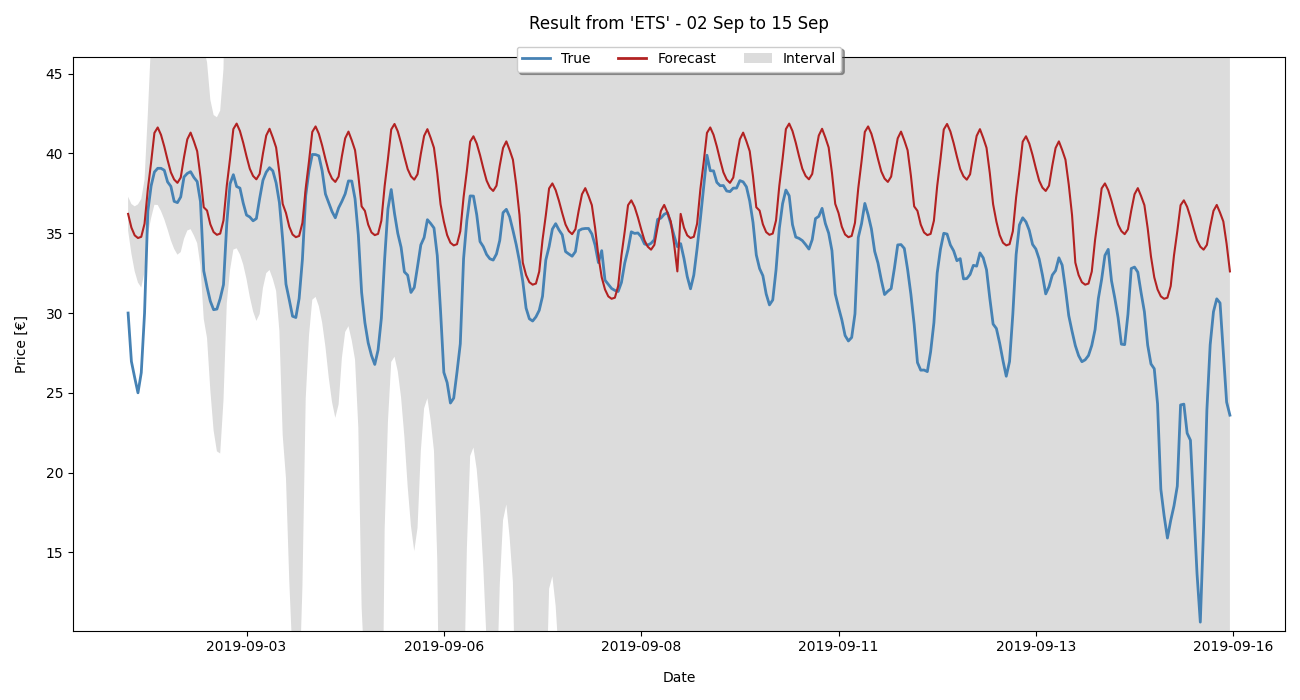 Result from 'ETS' - 02 Sep to 15 Sep
True Forecast Interval
45
40
35
30
25
20
15
Price [€]
2019-09-03 2019-09-06 2019-09-08 2019-09-11 2019-09-13 2019-09-16
Date